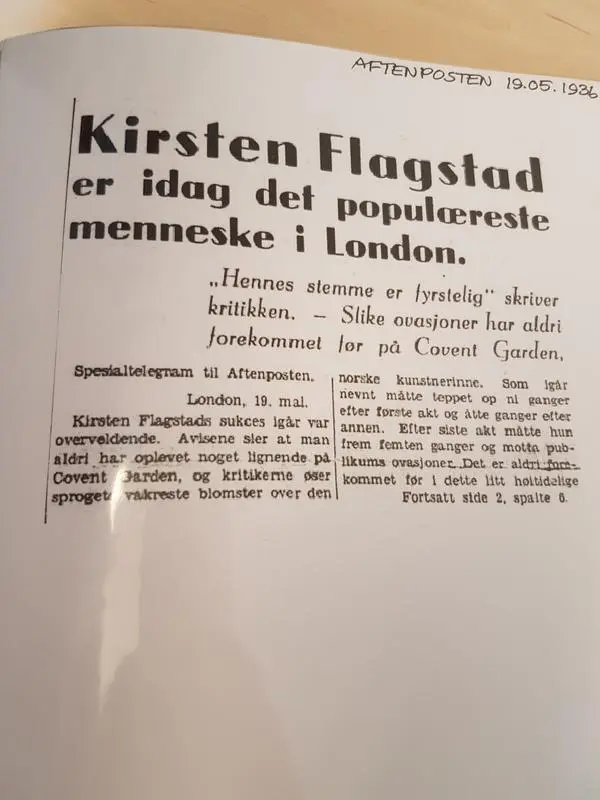 AFTENPOSTEN 19.05.1936
Kirsten Flagstad
er idag det populæreste
menneske i London.
„Hennes stemme er fyrstelig“ skriver
kritikken. — Slike ovasjoner har aldri
forekommet før på Covent Garden.
Spesialtelegram til Aftenposten.
London, 19. mai.
Kirsten Flagstads sukces igår var
overveldende. Avisene sier at man
aldri har oplevet noget lignende på
Covent Garden, og kritikerne øser
sprogets vakreste blomster over den
norske kunstnerinne. Som igår
nevnt måtte teppet op ni ganger
efter første akt og åtte ganger efter
annen. Efter siste akt måtte hun
frem femten ganger og motta pub-
likums ovasjoner. Det er aldri fore-
kommet før i dette litt høitidelige
Fortsatt side 2, spalte 6.